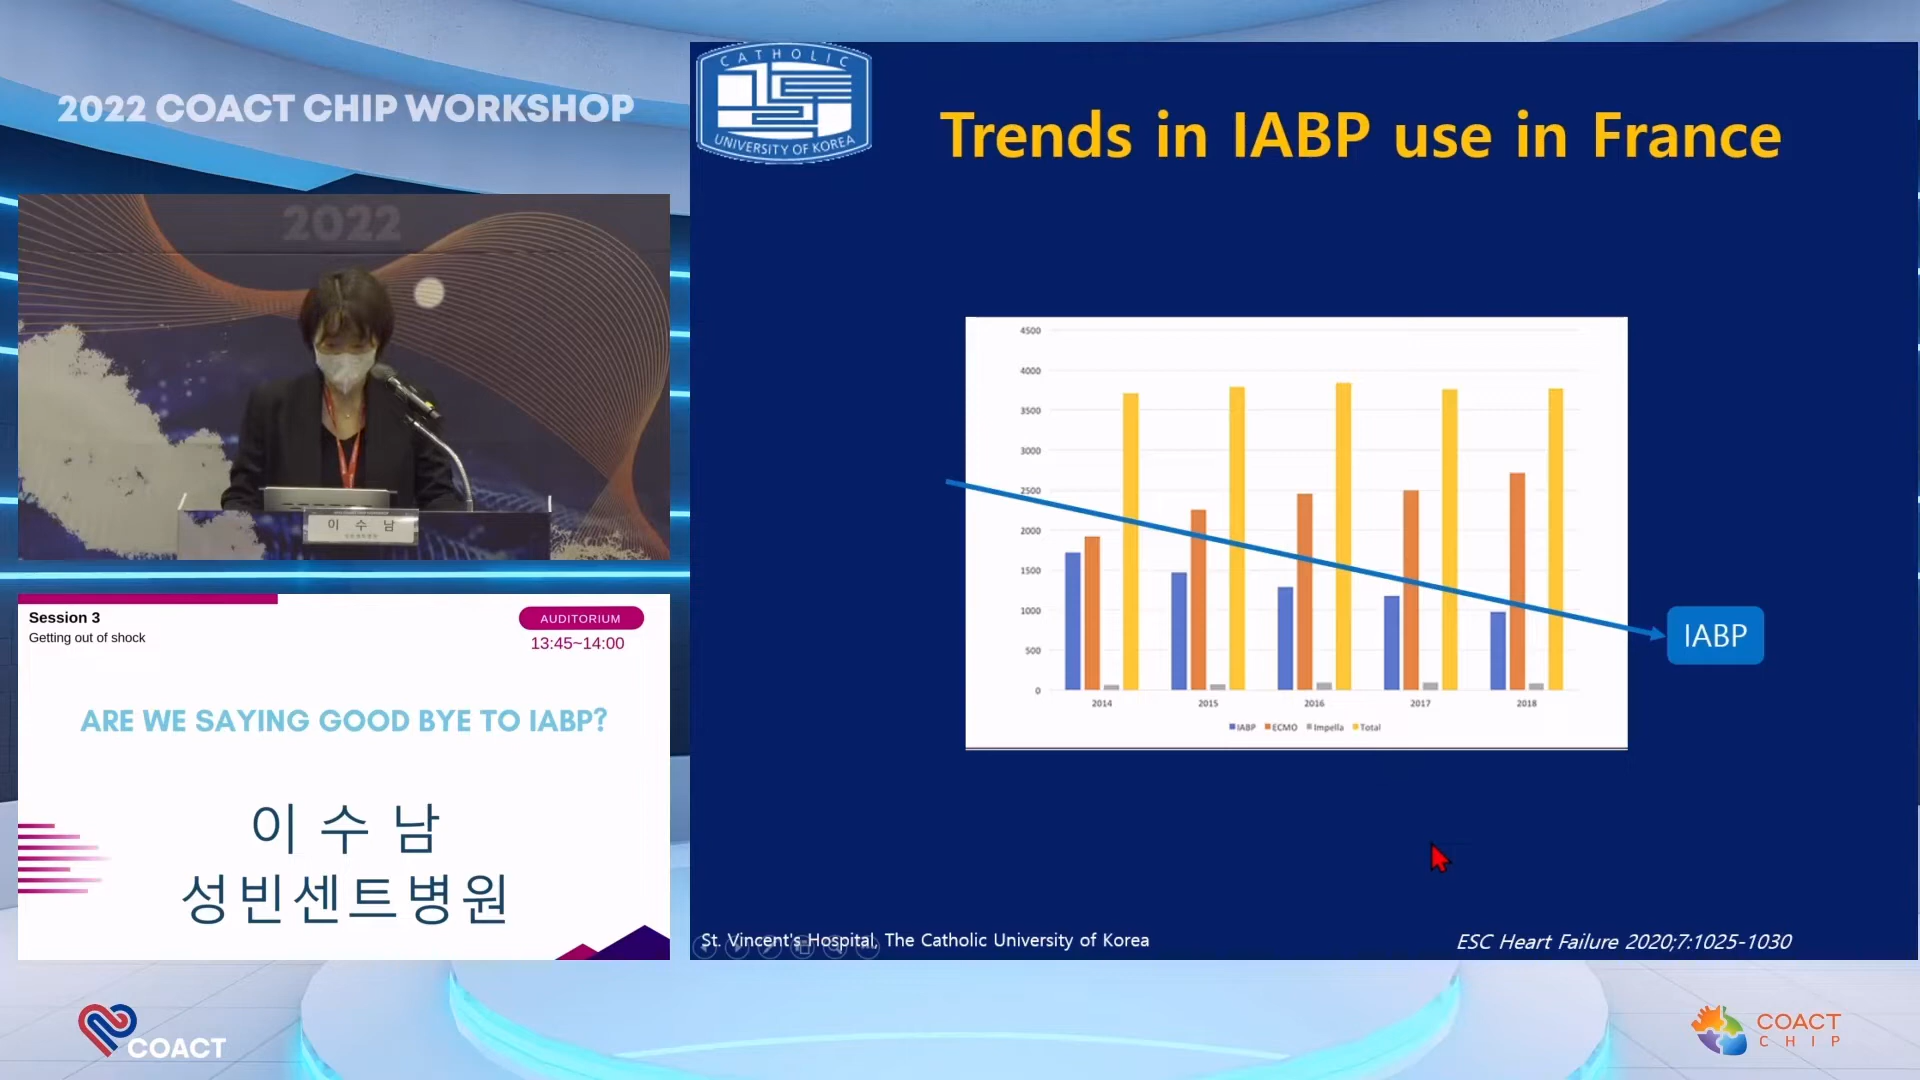 2022 COACT CHIP WORKSHOP
2022
이 수 남
Session 3
Getting out of shock
AUDITORIUM
13:45~14:00
ARE WE SAYING GOOD BYE TO IABP?
이 수 남
성빈센트병원
CATHOLIC
UNIVERSITY OF KOREA
Trends in IABP use in France
4500
4000
3500
3000
2500
2000
1500
1000
500
0
2014 2015 2016 2017 2018
IABP ECMO Impella Total
IABP
St. Vincent's Hospital, The Catholic University of Korea
ESC Heart Failure 2020;7:1025-1030
COACT
COACT
CHIP